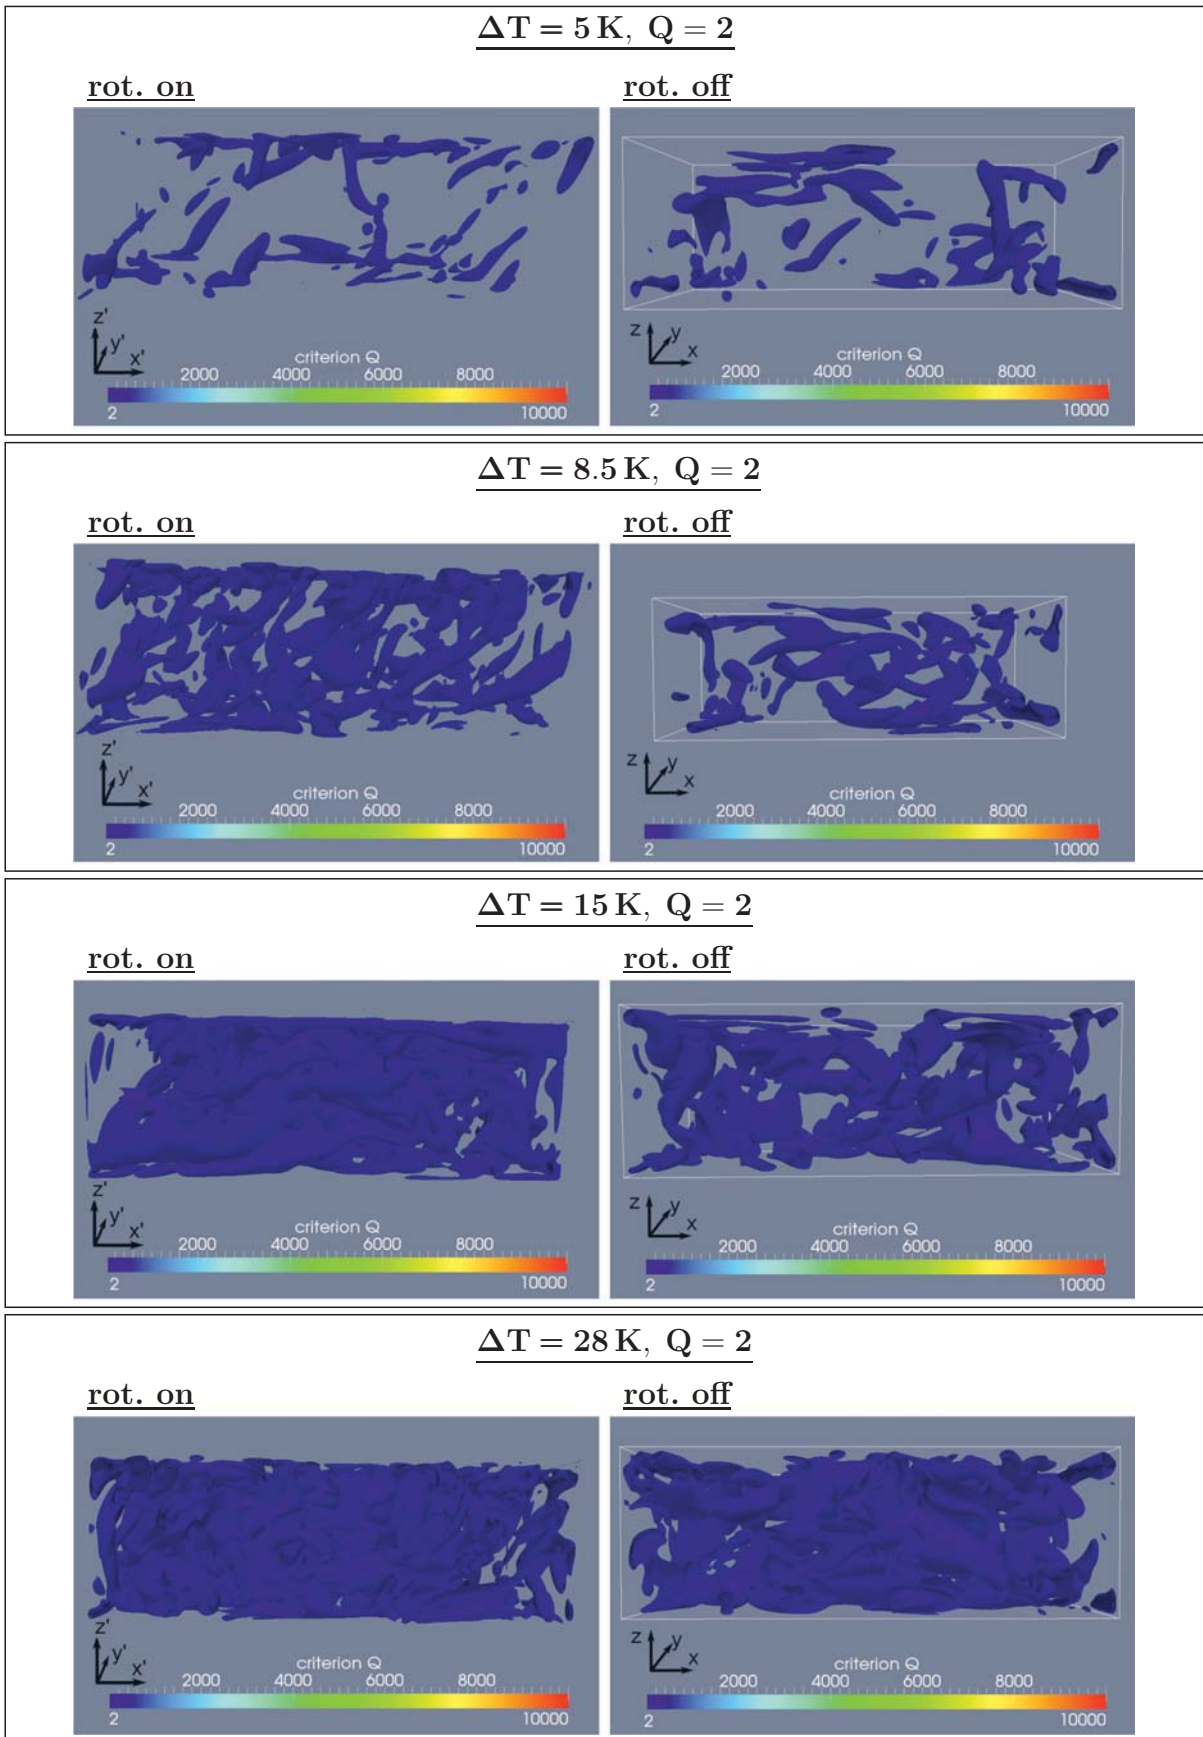 ΔT = 5 K, Q = 2
rot. on
rot. off
z'
y'
x'
criterion Q
2000 4000 6000 8000
2 10000
z
y
x
criterion Q
2000 4000 6000 8000
2 10000
ΔT = 8.5 K, Q = 2
rot. on
rot. off
z'
y'
x'
criterion Q
2000 4000 6000 8000
2 10000
z
y
x
criterion Q
2000 4000 6000 8000
2 10000
ΔT = 15 K, Q = 2
rot. on
rot. off
z'
y'
x'
criterion Q
2000 4000 6000 8000
2 10000
z
y
x
criterion Q
2000 4000 6000 8000
2 10000
ΔT = 28 K, Q = 2
rot. on
rot. off
z'
y'
x'
criterion Q
2000 4000 6000 8000
2 10000
z
y
x
criterion Q
2000 4000 6000 8000
2 10000